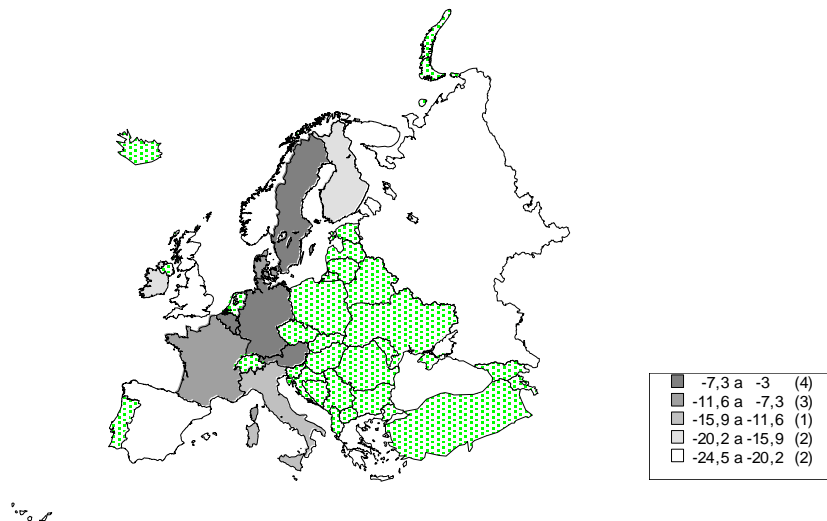 -7,3 a -3 (4)
-11,6 a -7,3 (3)
-15,9 a -11,6 (1)
-20,2 a -15,9 (2)
-24,5 a -20,2 (2)